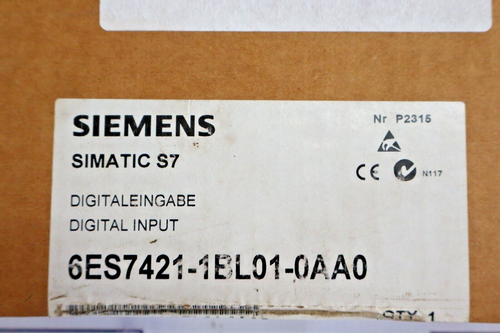 Nr P2315
SIEMENS
SIMATIC S7
CE N117
DIGITALEINGABE
DIGITAL INPUT
6ES7421-1BL01-0AA0
QTY 1